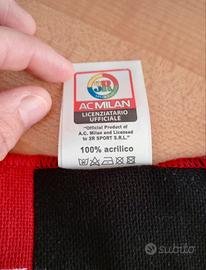 3R
AC MILAN
LICENZIATARIO
UFFICIALE
"Official Product of
A.C. Milan and Licensed
to 3R SPORT S.R.L."
100% acrilico
subito